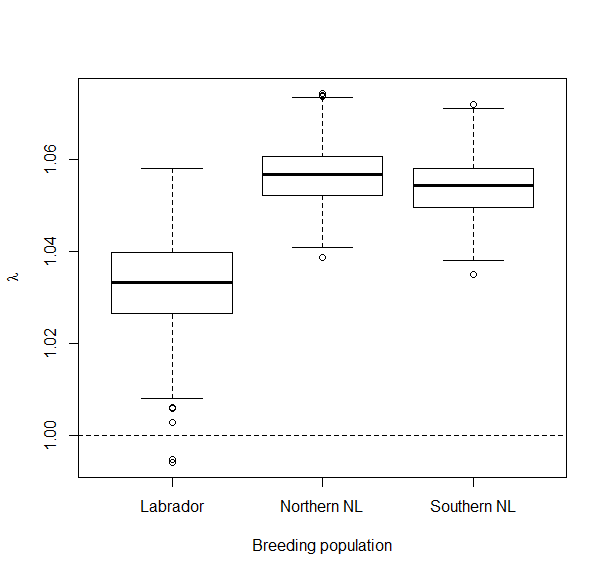 1.06
1.04
1.02
1.00
λ
Labrador Northern NL Southern NL
Breeding population